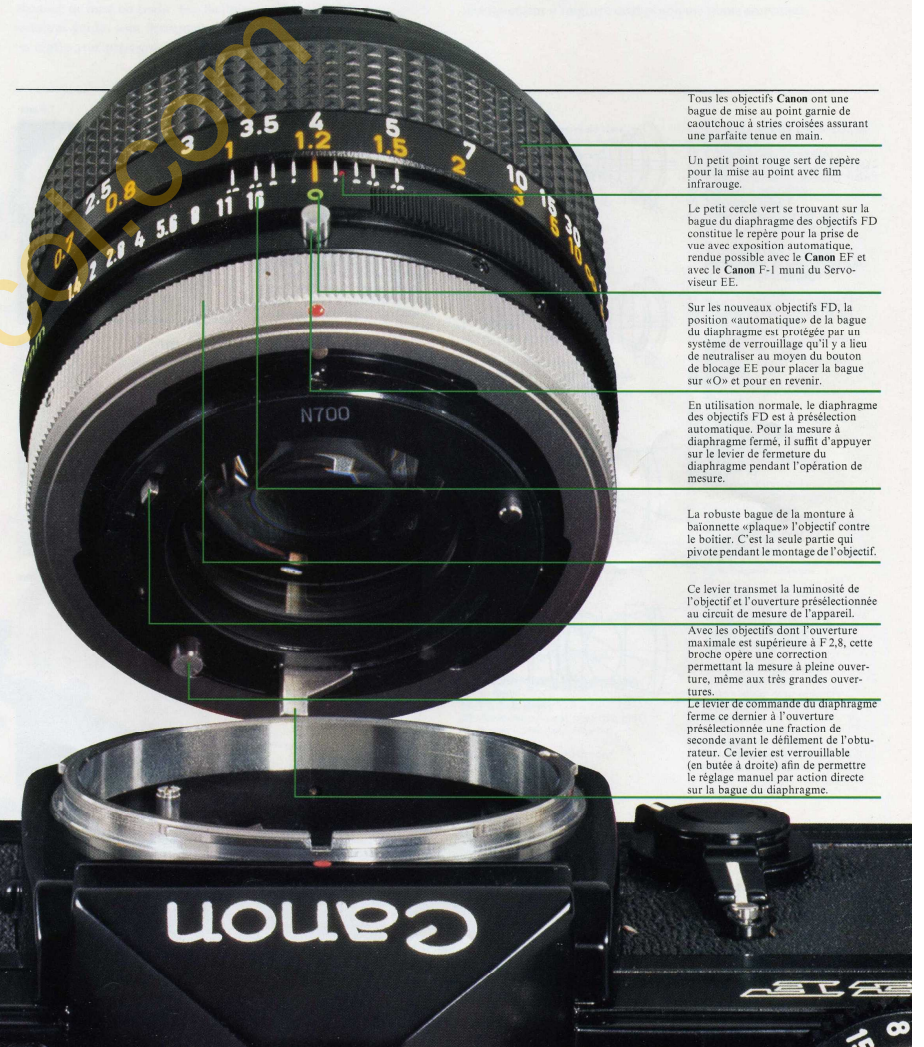 col.com
3.5 4 5
3 7
2.5 1 1.2 1.5 2 10
0.8 3 15
0.7 5 30
10
1.4 2 2.8 4 5.6 8 11 16 O
N700
Canon
EF
8
15
Tous les objectifs Canon ont une
bague de mise au point garnie de
caoutchouc à stries croisées assurant
une parfaite tenue en main.
Un petit point rouge sert de repère
pour la mise au point avec film
infrarouge.
Le petit cercle vert se trouvant sur la
bague du diaphragme des objectifs FD
constitue le repère pour la prise de
vue avec exposition automatique,
rendue possible avec le Canon EF et
avec le Canon F-1 muni du Servo-
viseur EE.
Sur les nouveaux objectifs FD, la
position «automatique» de la bague
du diaphragme est protégée par un
système de verrouillage qu'il y a lieu
de neutraliser au moyen du bouton
de blocage EE pour placer la bague
sur «O» et pour en revenir.
En utilisation normale, le diaphragme
des objectifs FD est à présélection
automatique. Pour la mesure à
diaphragme fermé, il suffit d'appuyer
sur le levier de fermeture du
diaphragme pendant l'opération de
mesure.
La robuste bague de la monture à
baïonnette «plaque» l'objectif contre
le boîtier. C'est la seule partie qui
pivote pendant le montage de l'objectif.
Ce levier transmet la luminosité de
l'objectif et l'ouverture présélectionnée
au circuit de mesure de l'appareil.
Avec les objectifs dont l'ouverture
maximale est supérieure à F 2,8, cette
broche opère une correction
permettant la mesure à pleine ouver-
ture, même aux très grandes ouver-
tures.
Le levier de commande du diaphragme
ferme ce dernier à l'ouverture
présélectionnée une fraction de
seconde avant le défilement de l'obtu-
rateur. Ce levier est verrouillable
(en butée à droite) afin de permettre
le réglage manuel par action directe
sur la bague du diaphragme.